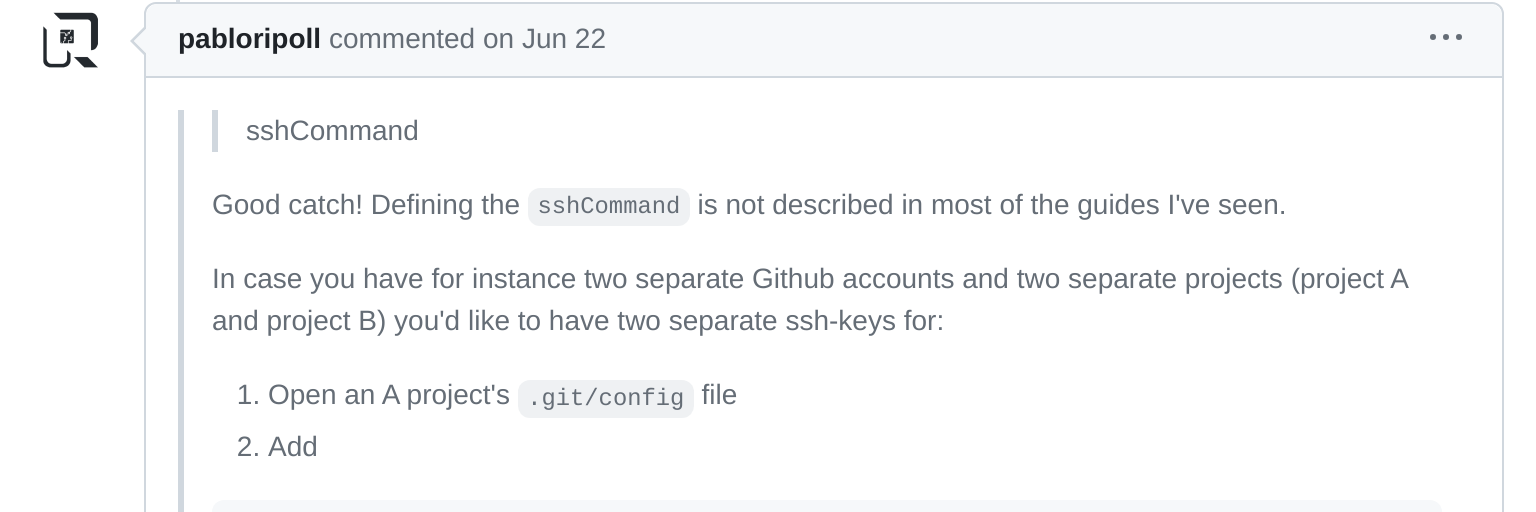 pabloripoll commented on Jun 22
sshCommand
Good catch! Defining the sshCommand is not described in most of the guides I've seen.
In case you have for instance two separate Github accounts and two separate projects (project A
and project B) you'd like to have two separate ssh-keys for:
1. Open an A project's .git/config file
2. Add